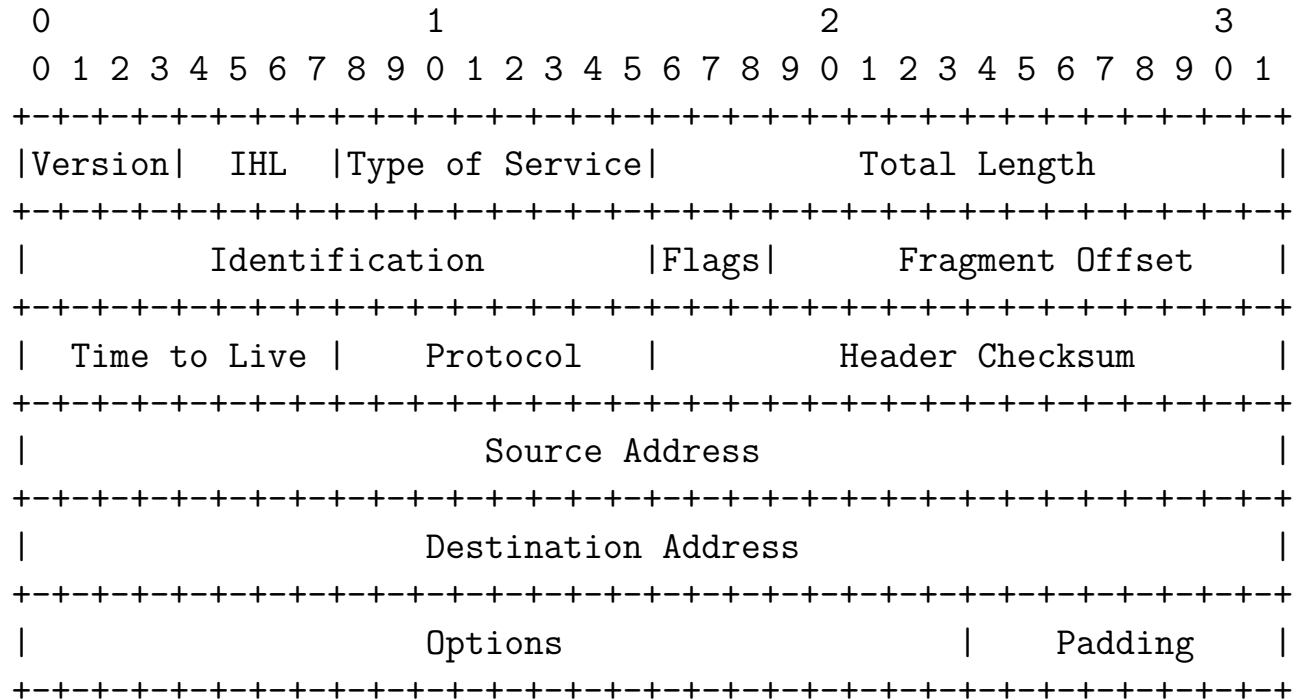 0                   1                   2                   3
 0 1 2 3 4 5 6 7 8 9 0 1 2 3 4 5 6 7 8 9 0 1 2 3 4 5 6 7 8 9 0 1
+-+-+-+-+-+-+-+-+-+-+-+-+-+-+-+-+-+-+-+-+-+-+-+-+-+-+-+-+-+-+-+-+
|Version|  IHL  |Type of Service|          Total Length         |
+-+-+-+-+-+-+-+-+-+-+-+-+-+-+-+-+-+-+-+-+-+-+-+-+-+-+-+-+-+-+-+-+
|         Identification        |Flags|      Fragment Offset    |
+-+-+-+-+-+-+-+-+-+-+-+-+-+-+-+-+-+-+-+-+-+-+-+-+-+-+-+-+-+-+-+-+
|  Time to Live |    Protocol   |         Header Checksum       |
+-+-+-+-+-+-+-+-+-+-+-+-+-+-+-+-+-+-+-+-+-+-+-+-+-+-+-+-+-+-+-+-+
|                       Source Address                          |
+-+-+-+-+-+-+-+-+-+-+-+-+-+-+-+-+-+-+-+-+-+-+-+-+-+-+-+-+-+-+-+-+
|                    Destination Address                        |
+-+-+-+-+-+-+-+-+-+-+-+-+-+-+-+-+-+-+-+-+-+-+-+-+-+-+-+-+-+-+-+-+
|                    Options                    |    Padding    |
+-+-+-+-+-+-+-+-+-+-+-+-+-+-+-+-+-+-+-+-+-+-+-+-+-+-+-+-+-+-+-+-+